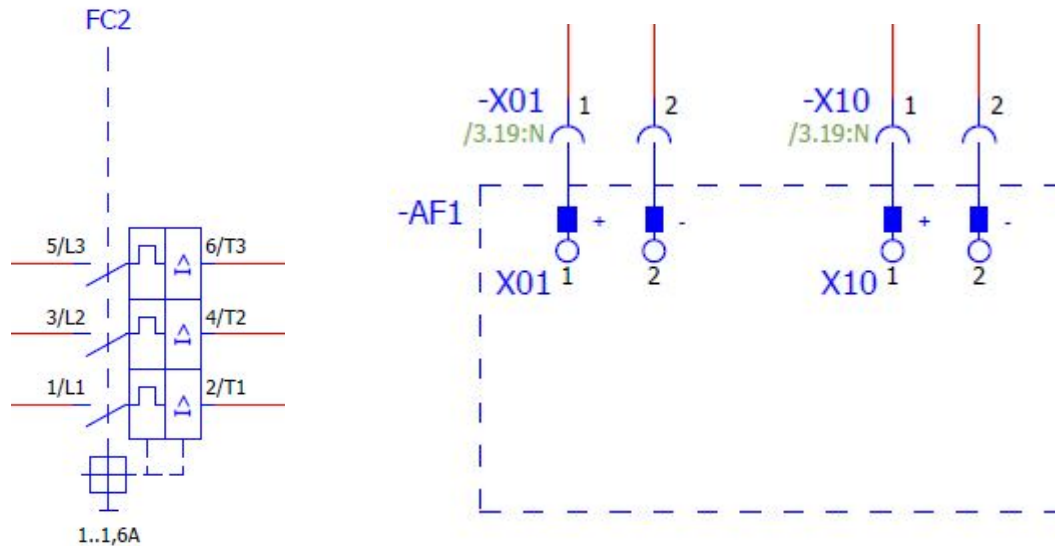 FC2
5/L3
6/T3
3/L2
4/T2
1/L1
2/T1
I>
I>
I>
1..1,6A
-X01
1
2
/3.19:N
-X10
1
2
/3.19:N
-AF1
+
-
+
-
X01
1
2
X10
1
2